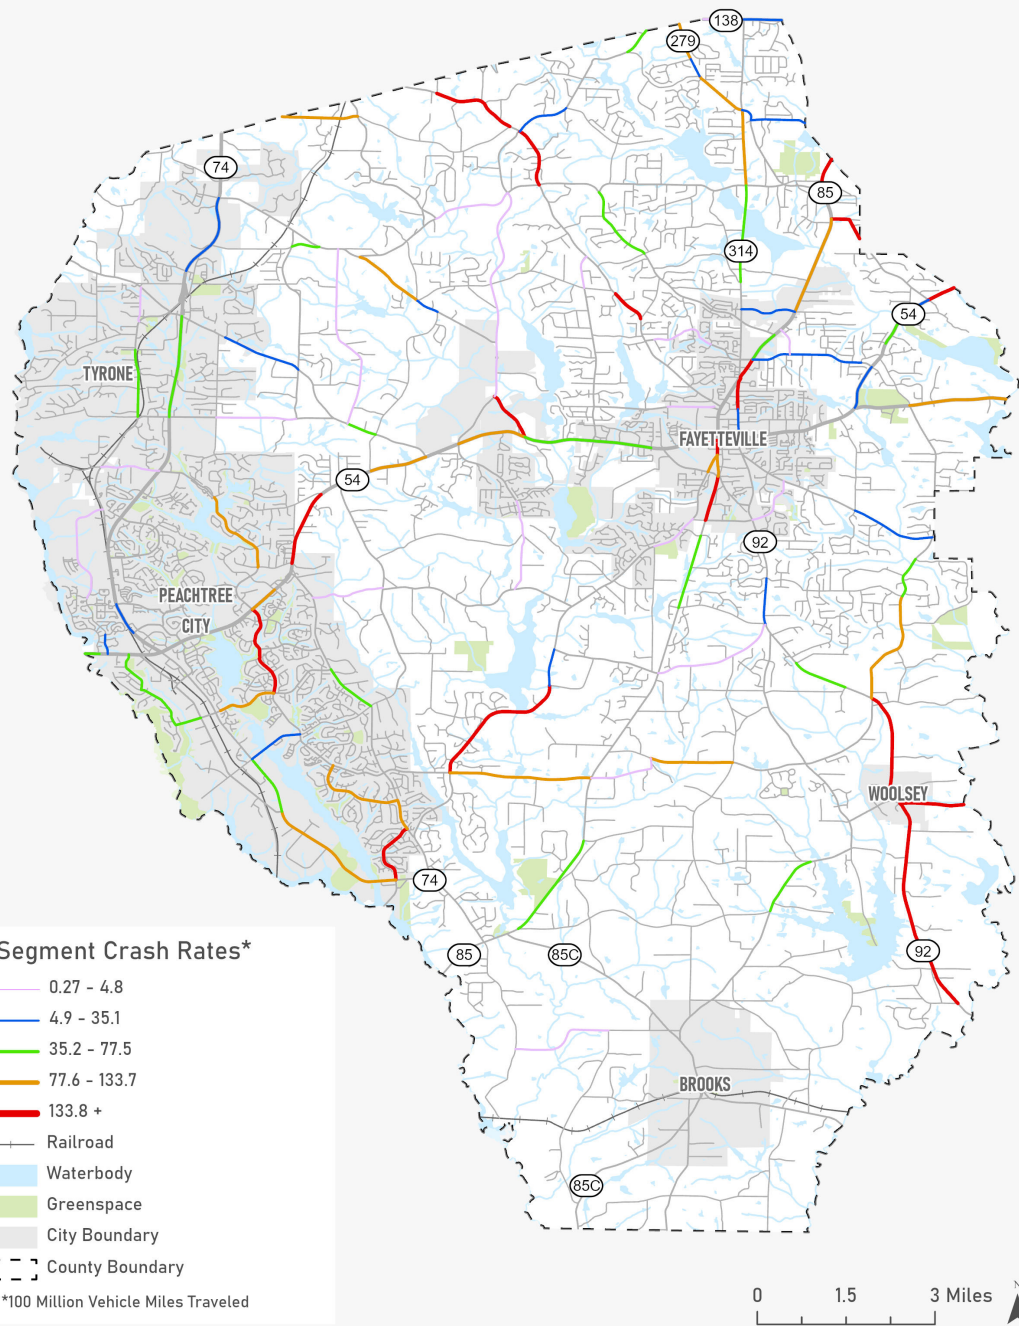 138
279
74
85
314
54
TYRONE
FAYETTEVILLE
54
92
PEACHTREE
CITY
WOOLSEY
74
85
85C
92
Segment Crash Rates*
0.27 - 4.8
4.9 - 35.1
35.2 - 77.5
77.6 - 133.7
133.8 +
Railroad
Waterbody
Greenspace
City Boundary
County Boundary
*100 Million Vehicle Miles Traveled
BROOKS
85C
0 1.5 3 Miles
N